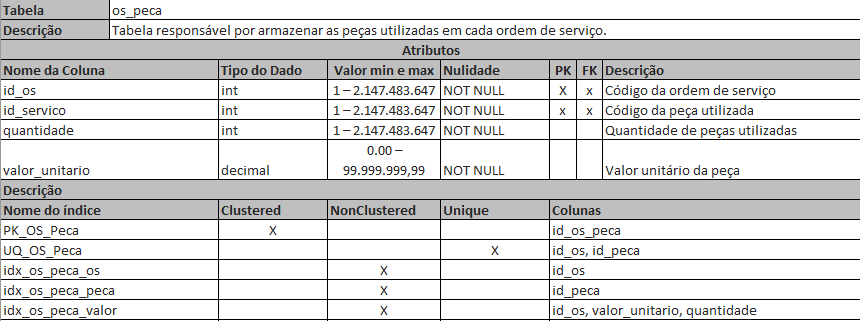 Tabela os_peca
Descrição Tabela responsável por armazenar as peças utilizadas em cada ordem de serviço.
Atributos
Nome da Coluna Tipo do Dado Valor min e max Nulidade PK FK Descrição
id_os int 1 – 2.147.483.647 NOT NULL X x Código da ordem de serviço
id_servico int 1 – 2.147.483.647 NOT NULL x x Código da peça utilizada
quantidade int 1 – 2.147.483.647 NOT NULL Quantidade de peças utilizadas
0.00 –
valor_unitario decimal 99.999.999,99 NOT NULL Valor unitário da peça
Descrição
Nome do índice Clustered NonClustered Unique Colunas
PK_OS_Peca X id_os_peca
UQ_OS_Peca X id_os, id_peca
idx_os_peca_os X id_os
idx_os_peca_peca X id_peca
idx_os_peca_valor X id_os, valor_unitario, quantidade